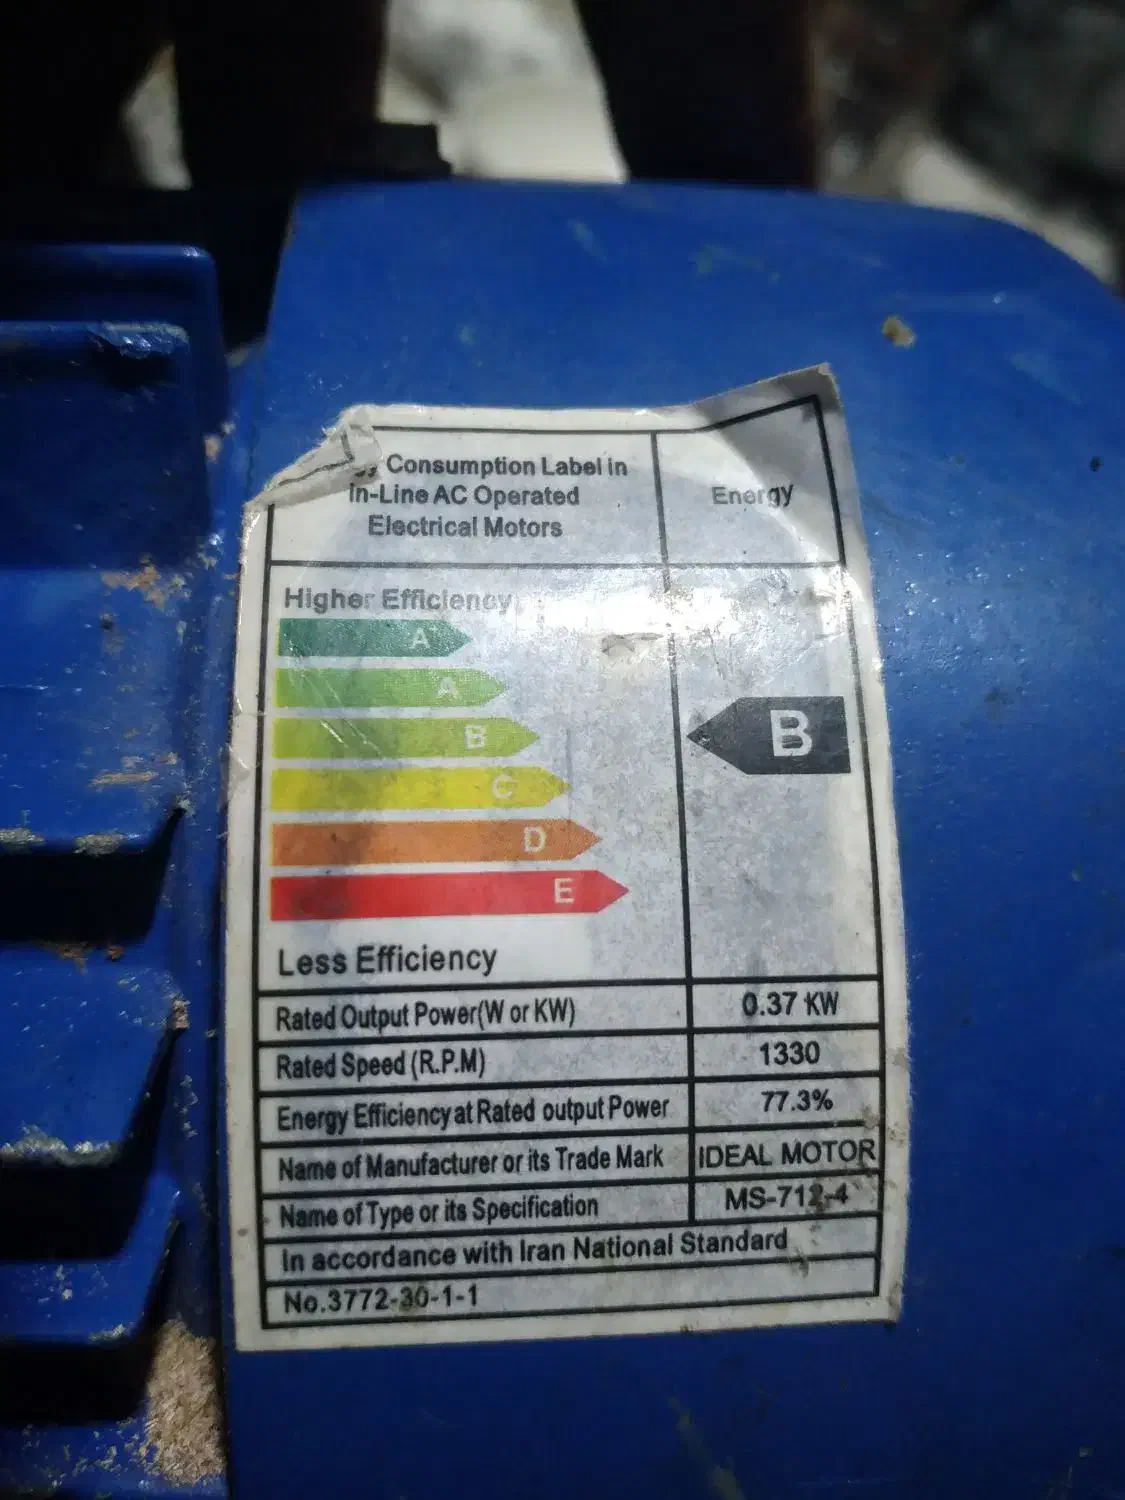 Consumption Label in
In-Line AC Operated
Electrical Motors
Energy
Higher Efficiency
A
A
B
C
D
E
B
Less Efficiency
Rated Output Power(W or KW) 0.37 KW
Rated Speed (R.P.M) 1330
Energy Efficiency at Rated output Power 77.3%
Name of Manufacturer or its Trade Mark IDEAL MOTOR
Name of Type or its Specification MS-712-4
In accordance with Iran National Standard
No.3772-30-1-1